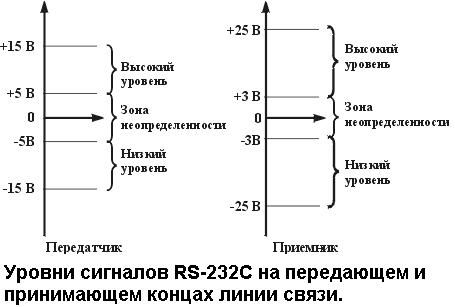 +15 В
Высокий
уровень
+5 В
Зона
неопределенности
0
-5В
Низкий
уровень
-15 В
Передатчик
+25 В
Высокий
уровень
+3 В
Зона
неопределенности
0
-3В
Низкий
уровень
-25 В
Приемник
Уровни сигналов RS-232C на передающем и
принимающем концах линии связи.